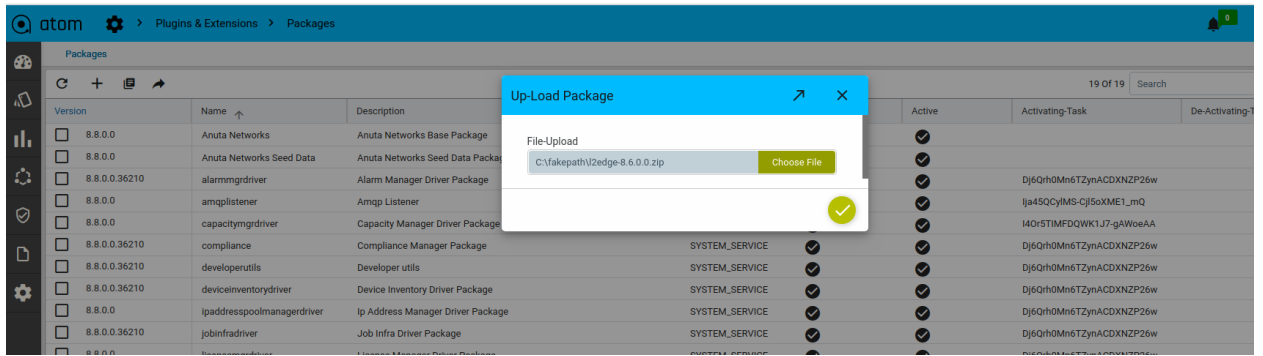 atom > Plugins & Extensions > Packages 0
Packages
19 Of 19 Search
Up-Load Package
File-Upload
C:\fakepath\l2edge-8.6.0.0.zip Choose File
Version Name Description Active Activating-Task De-Activating-T
8.8.0.0 Anuta Networks Anuta Networks Base Package
8.8.0.0 Anuta Networks Seed Data Anuta Networks Seed Data Packag
8.8.0.0.36210 alarmmgrdriver Alarm Manager Driver Package Dj6Qrh0Mn6TZynACDXNZP26w
8.8.0.0 amqplistener Amqp Listener Ija45QCylMS-Cjl5oXME1_mQ
8.8.0.0 capacitymgrdriver Capacity Manager Driver Package I4Or5TIMFDQWK1J7-gAWoeAA
8.8.0.0.36210 compliance Compliance Manager Package SYSTEM_SERVICE Dj6Qrh0Mn6TZynACDXNZP26w
8.8.0.0.36210 developerutils Developer utils SYSTEM_SERVICE Dj6Qrh0Mn6TZynACDXNZP26w
8.8.0.0.36210 deviceinventorydriver Device Inventory Driver Package SYSTEM_SERVICE Dj6Qrh0Mn6TZynACDXNZP26w
8.8.0.0 ipaddresspoolmanagerdriver Ip Address Manager Driver Package SYSTEM_SERVICE Dj6Qrh0Mn6TZynACDXNZP26w
8.8.0.0.36210 jobinfradriver Job Infra Driver Package SYSTEM_SERVICE Dj6Qrh0Mn6TZynACDXNZP26w